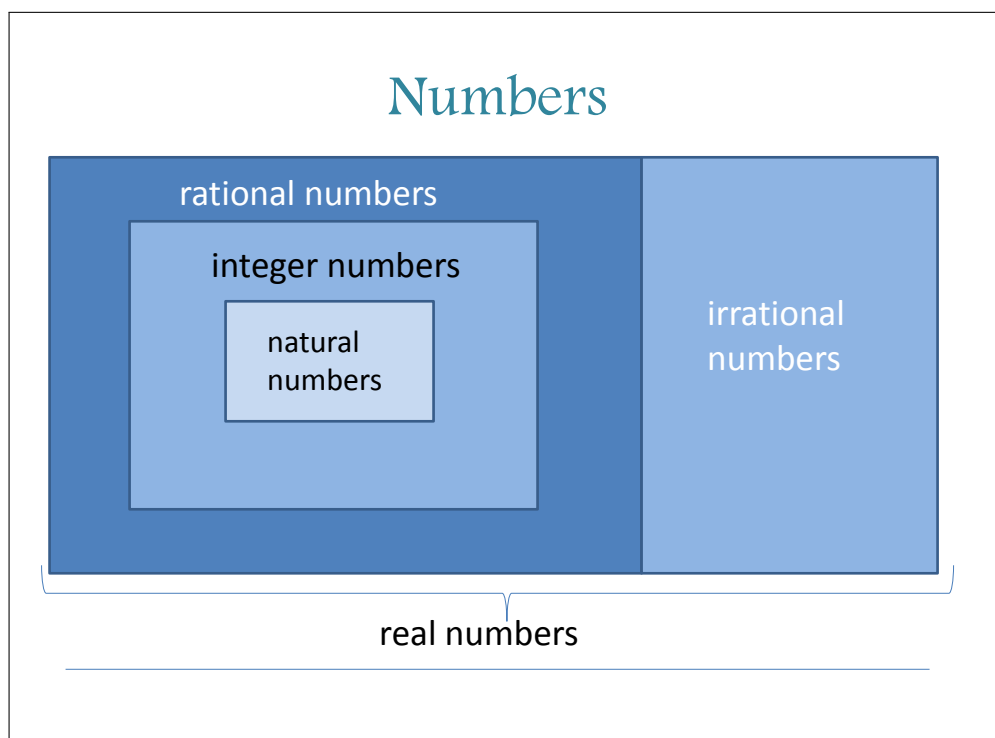 Numbers
rational numbers
integer numbers
natural
numbers
irrational
numbers
real numbers